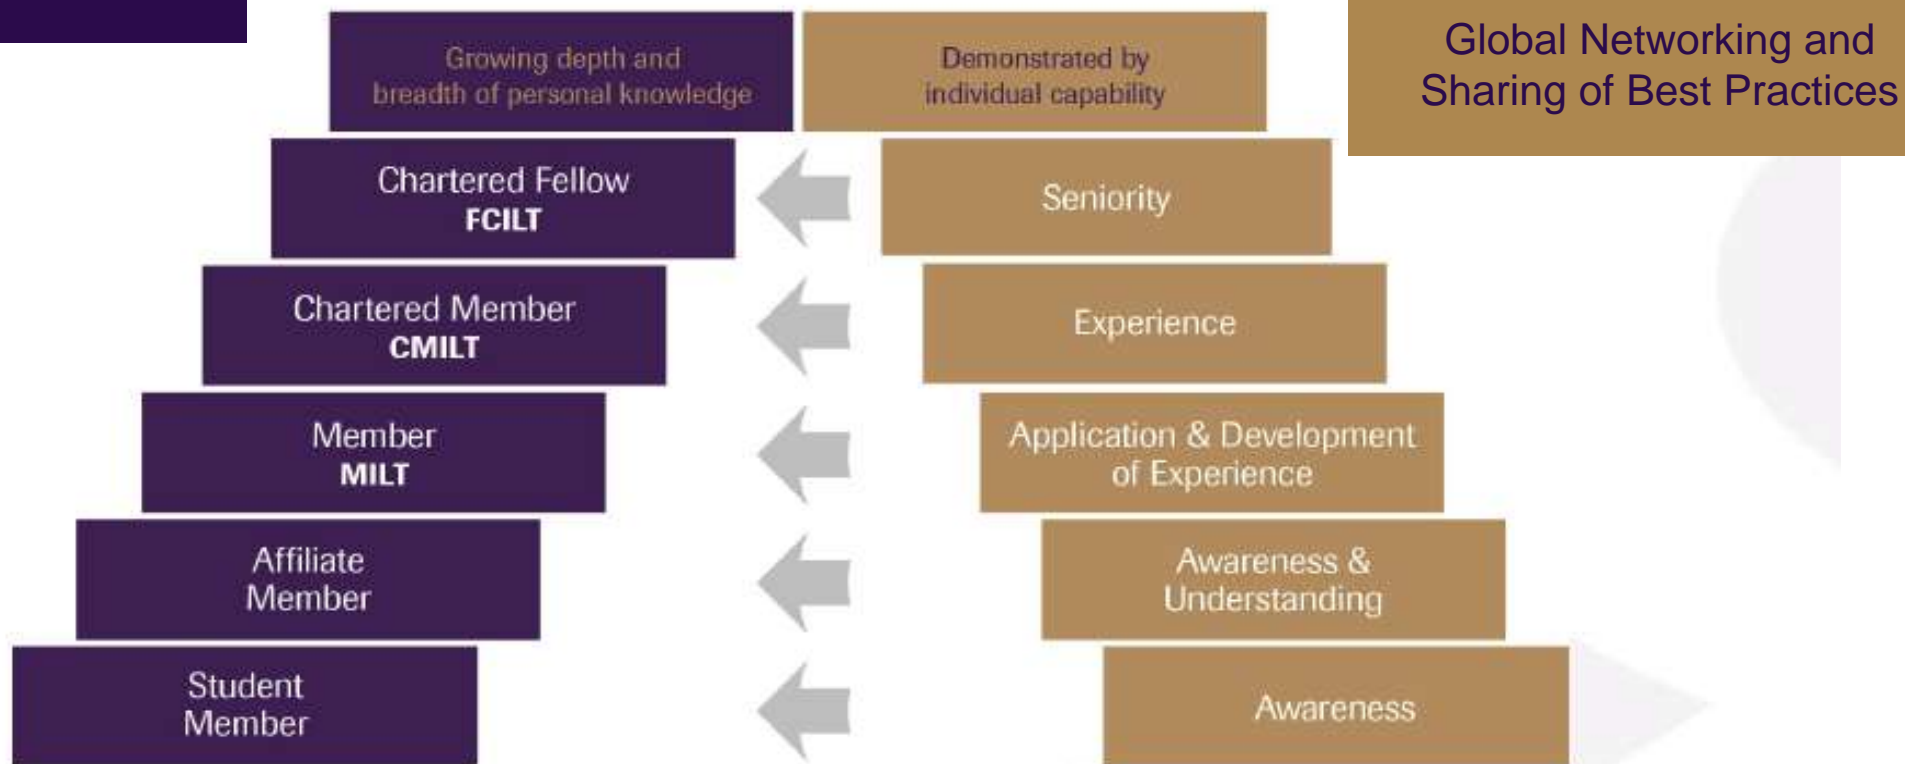 Growing depth and
breadth of personal knowledge
Demonstrated by
individual capability
Global Networking and
Sharing of Best Practices
Chartered Fellow
FCILT
Seniority
Chartered Member
CMILT
Experience
Member
MILT
Application & Development
of Experience
Affiliate
Member
Awareness &
Understanding
Student
Member
Awareness